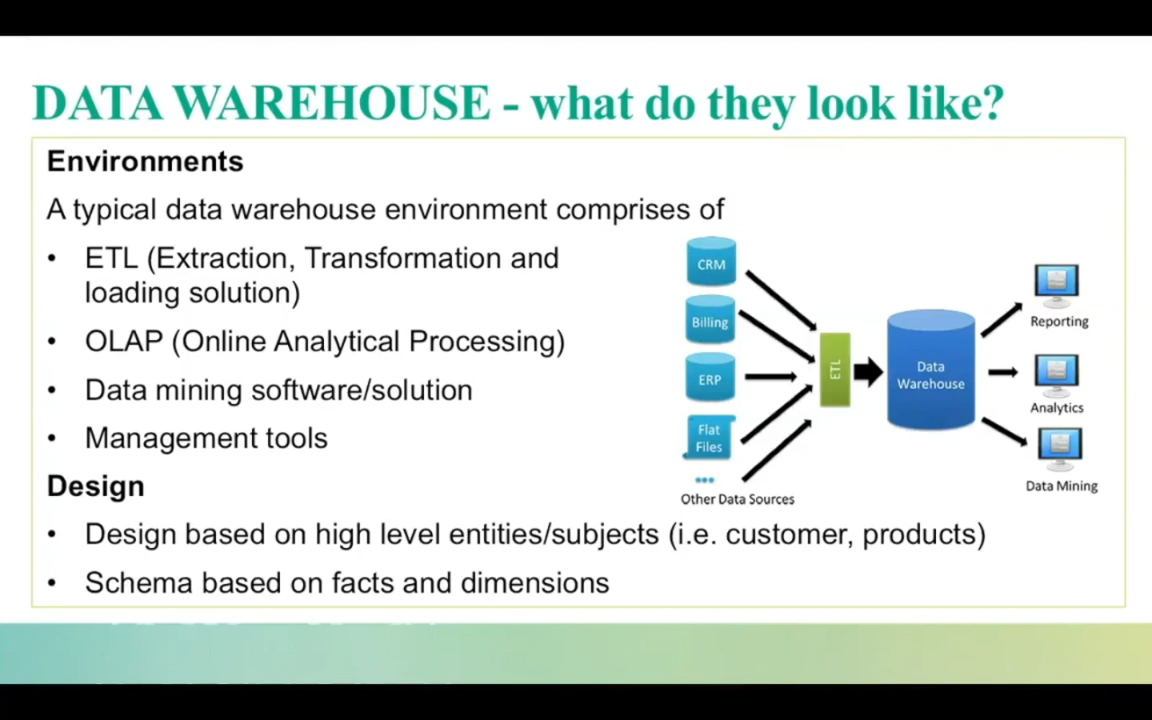 DATA WAREHOUSE - what do they look like?
Environments
A typical data warehouse environment comprises of
• ETL (Extraction, Transformation and
loading solution)
• OLAP (Online Analytical Processing)
• Data mining software/solution
• Management tools
CRM
Billing
ERP
Flat
Files
Other Data Sources
ETL
Data
Warehouse
Reporting
Analytics
Data Mining
Design
• Design based on high level entities/subjects (i.e. customer, products)
• Schema based on facts and dimensions